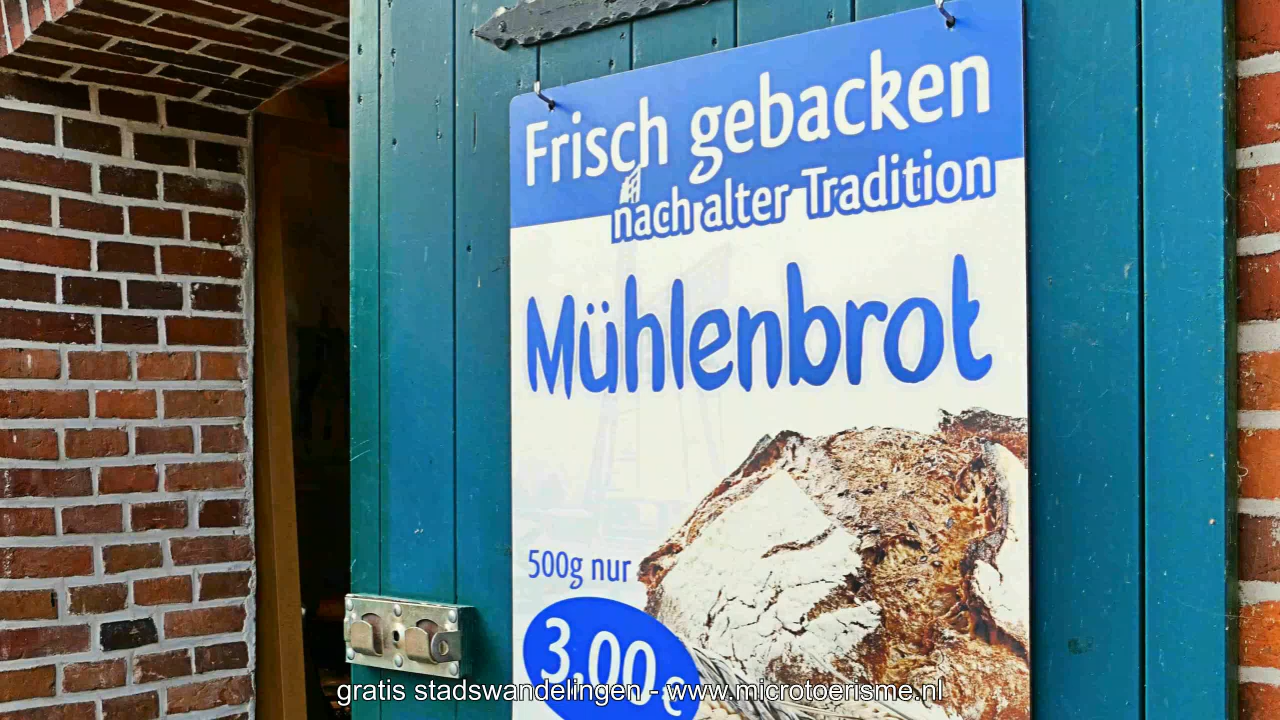 Frisch gebacken
nach alter Tradition
Mühlenbrot
500g nur
3,00 €
gratis stadswandelingen - www.microtoerisme.nl